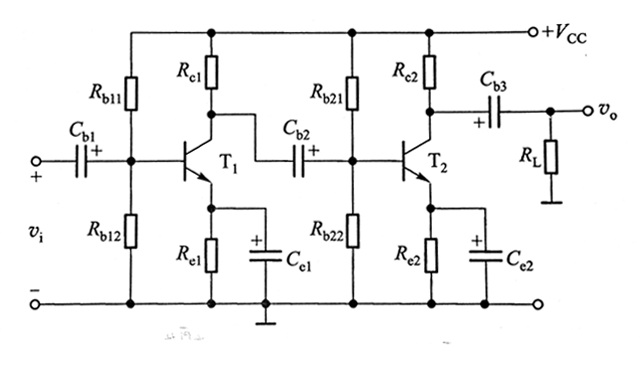 +V_CC
R_b11
R_c1
R_b21
R_c2
C_b3
+
v_o
C_b1
+
C_b2
+
T_1
T_2
R_L
+
v_i
R_b12
R_e1
+
C_e1
R_b22
R_e2
+
C_e2
−